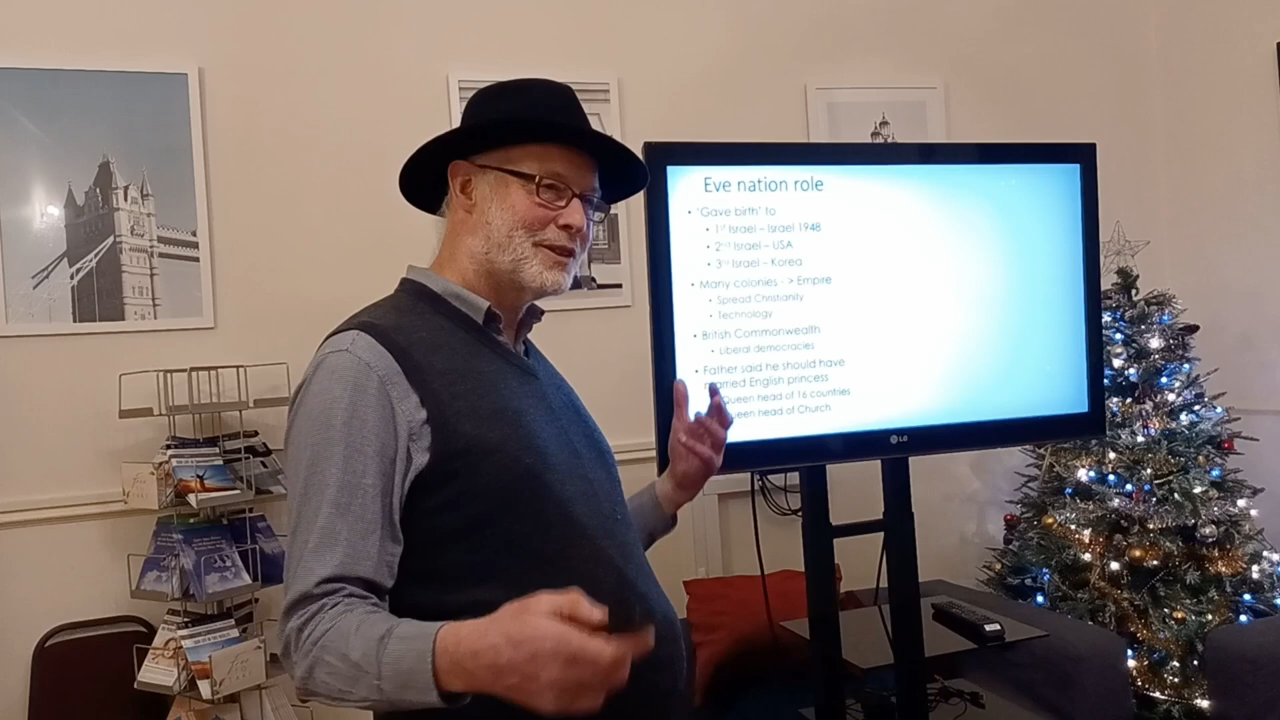 Eve nation role
• 'Gave birth' to
• 1st Israel – Israel 1948
• 2nd Israel – USA
• 3rd Israel – Korea
• Many colonies - > Empire
• Spread Christianity
• Technology
• British Commonwealth
• Liberal democracies
• Father said he should have
married English princess
Queen head of 16 countries
Queen head of Church
LG